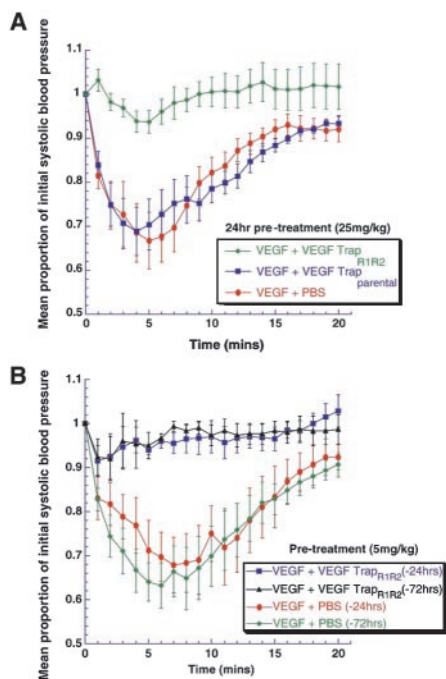 A
Mean proportion of initial systolic blood pressure
1.1
1
0.9
0.8
0.7
0.6
0.5
24hr pre-treatment (25mg/kg)
VEGF + VEGF Trap R1R2
VEGF + VEGF Trap parental
VEGF + PBS
0 5 10 15 20
Time (mins)
B
Mean proportion of initial systolic blood pressure
1.1
1
0.9
0.8
0.7
0.6
0.5
Pre-treatment (5mg/kg)
VEGF + VEGF TrapR1R2(-24hrs)
VEGF + VEGF TrapR1R2(-72hrs)
VEGF + PBS (-24hrs)
VEGF + PBS (-72hrs)
0 5 10 15 20
Time (mins)